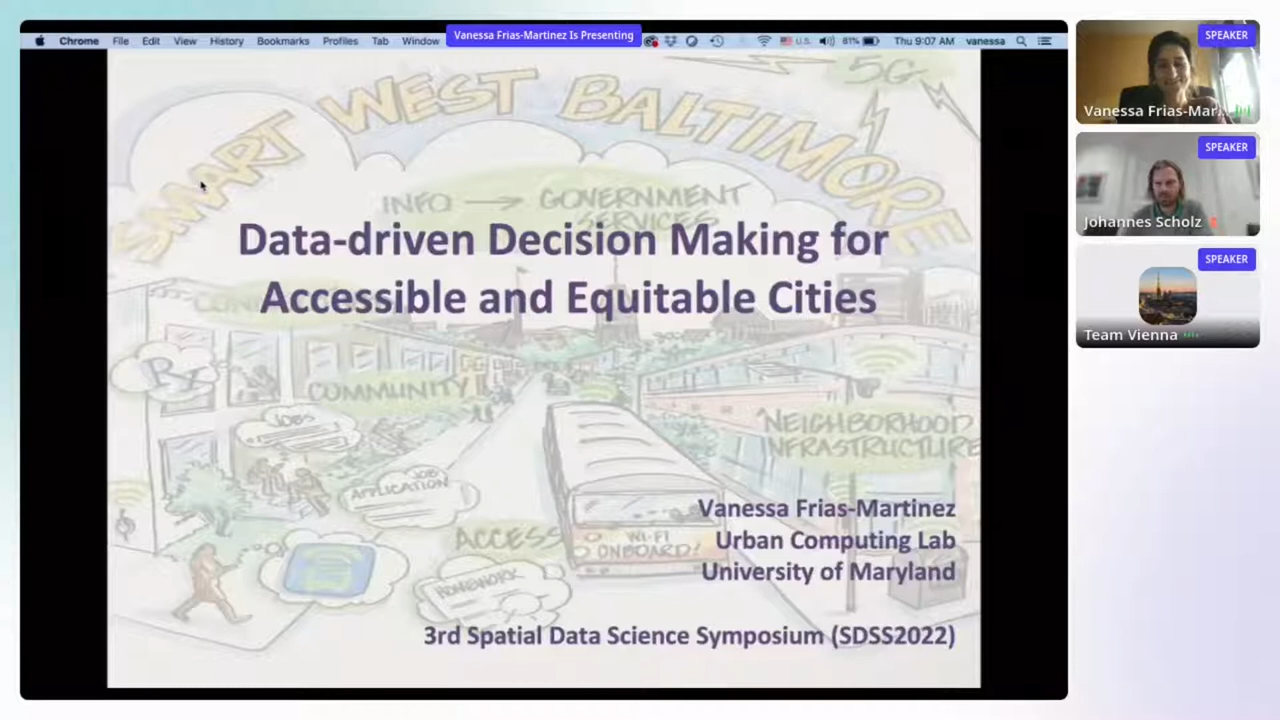 Vanessa Frias-Martinez Is Presenting
Chrome File Edit View History Bookmarks Profiles Tab Window U.S. 81% Thu 9:07 AM vanessa
SMART WEST BALTIMORE
5G
INFO → GOVERNMENT
SERVICES
Data-driven Decision Making for
Accessible and Equitable Cities
Rx
COMMUNITY
JOBS
NEIGHBORHOOD
INFRASTRUCTURE
JOB
APPLICATION
ACCESS
WI-FI
ONBOARD!
HOMEWORK
Vanessa Frias-Martinez
Urban Computing Lab
University of Maryland
3rd Spatial Data Science Symposium (SDSS2022)
SPEAKER
Vanessa Frias-Mar...
SPEAKER
Johannes Scholz
SPEAKER
Team Vienna